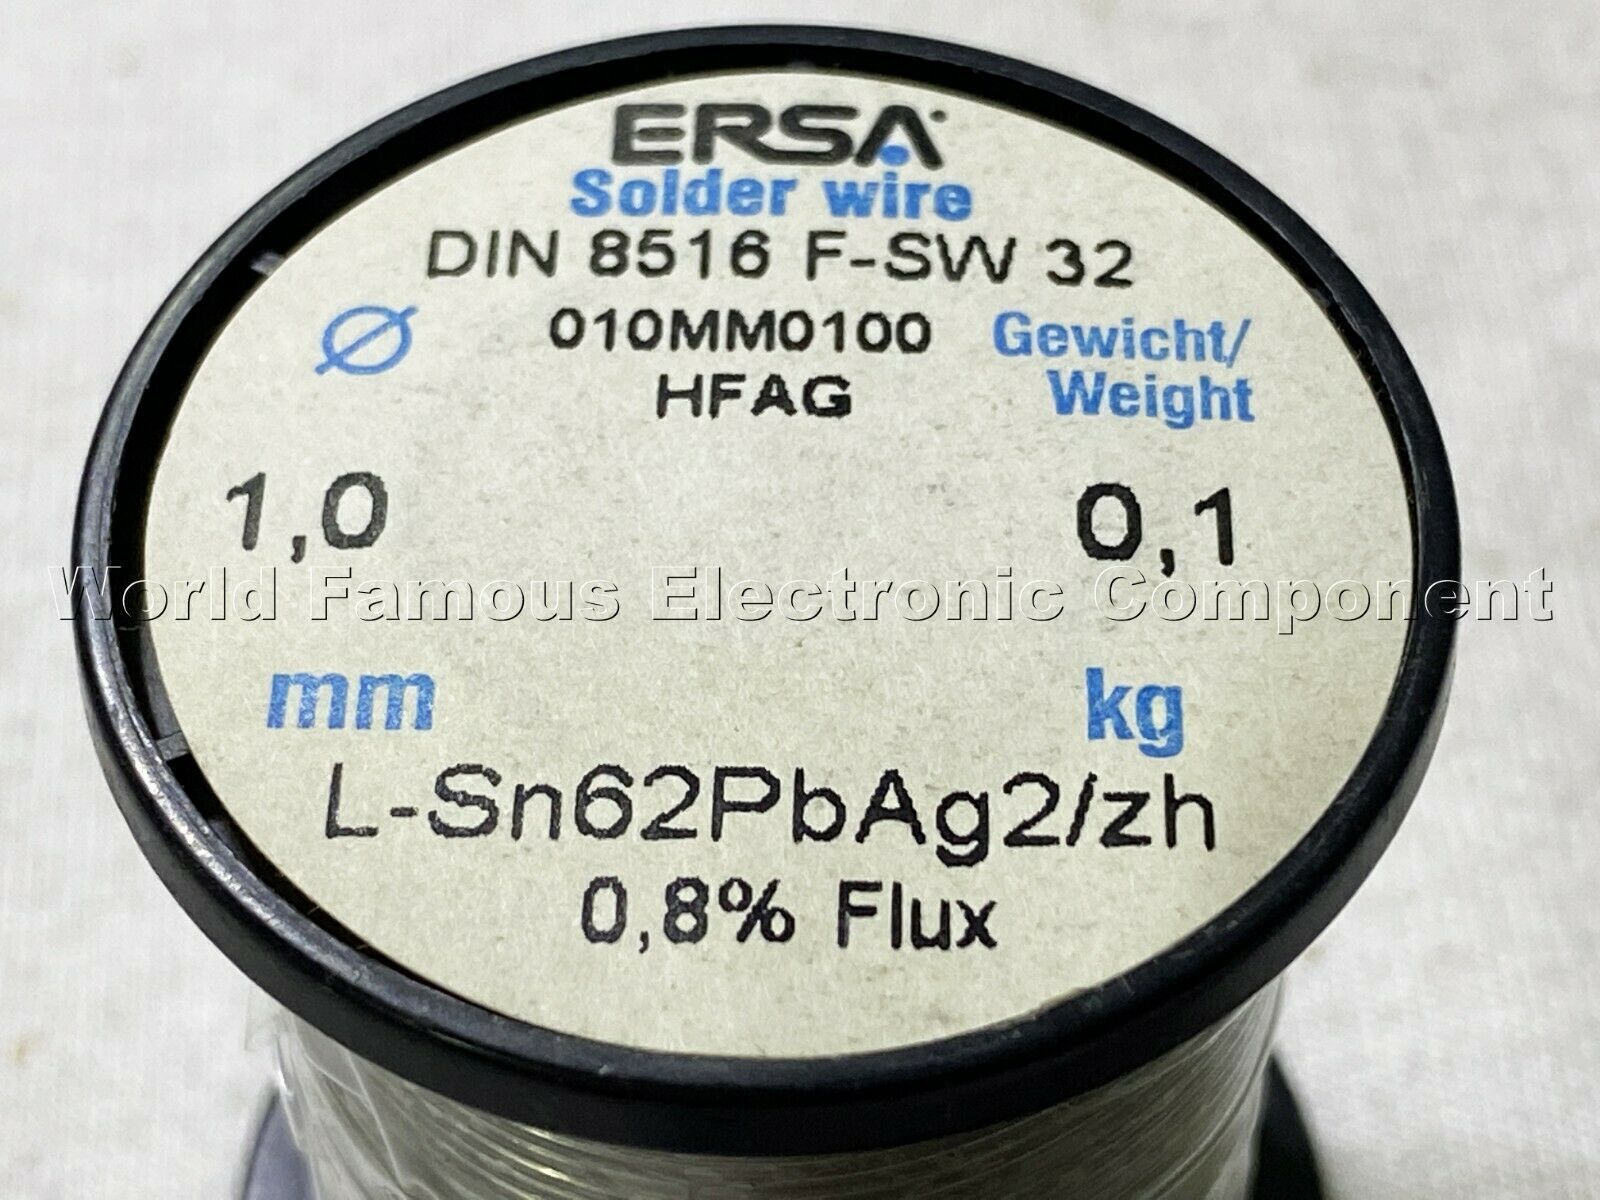 ERSA
Solder wire
DIN 8516 F-SW 32
Ø 010MM0100 Gewicht/
HFAG Weight
1,0 0,1
World Famous Electronic Component
mm kg
L-Sn62PbAg2/zh
0,8% Flux